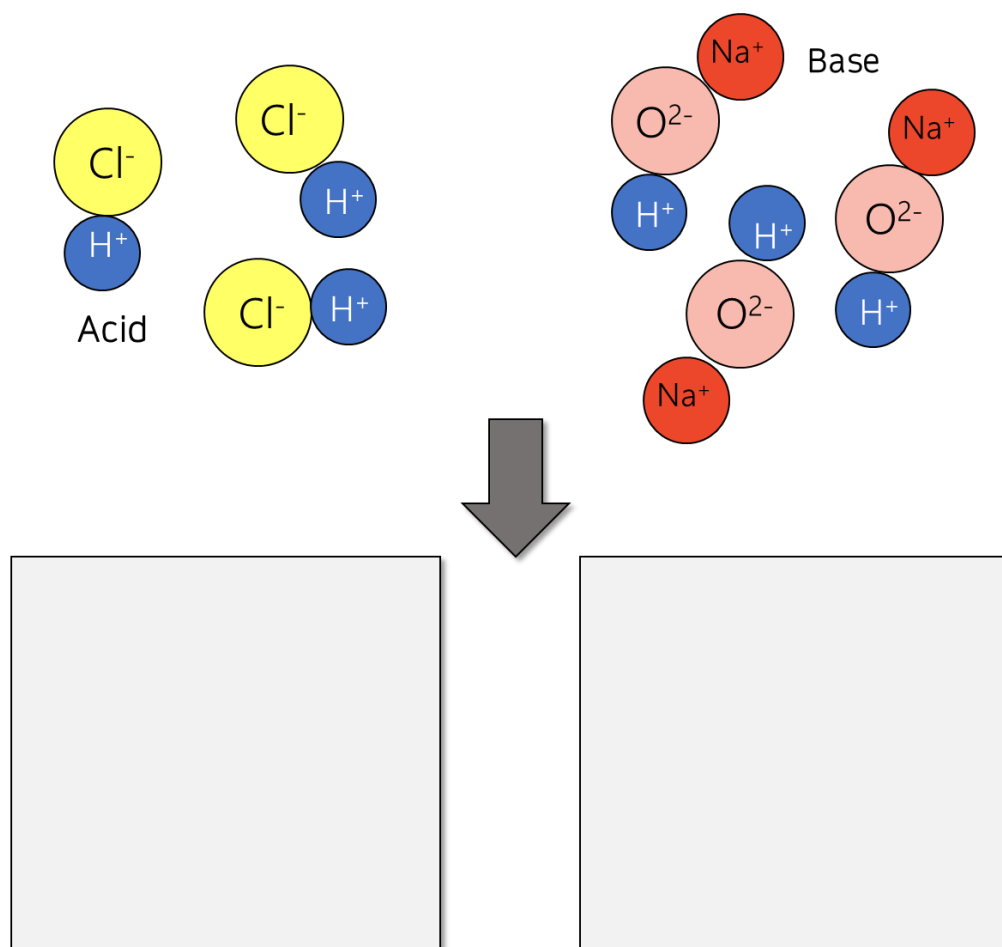 Na⁺
Base
Cl⁻
O²⁻
Na⁺
Cl⁻
H⁺
H⁺
O²⁻
H⁺
H⁺
Cl⁻
H⁺
O²⁻
H⁺
Acid
Na⁺